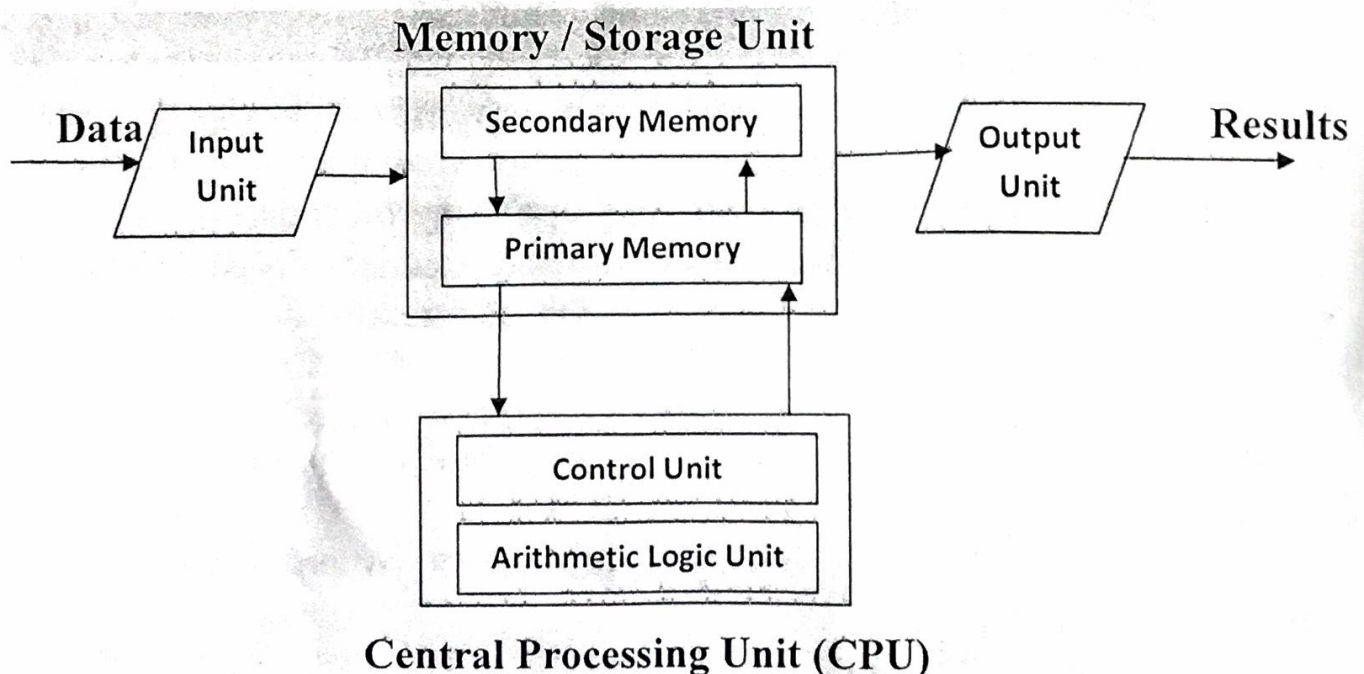 Memory / Storage Unit
Data
Input
Unit
Secondary Memory
Primary Memory
Output
Unit
Results
Control Unit
Arithmetic Logic Unit
Central Processing Unit (CPU)